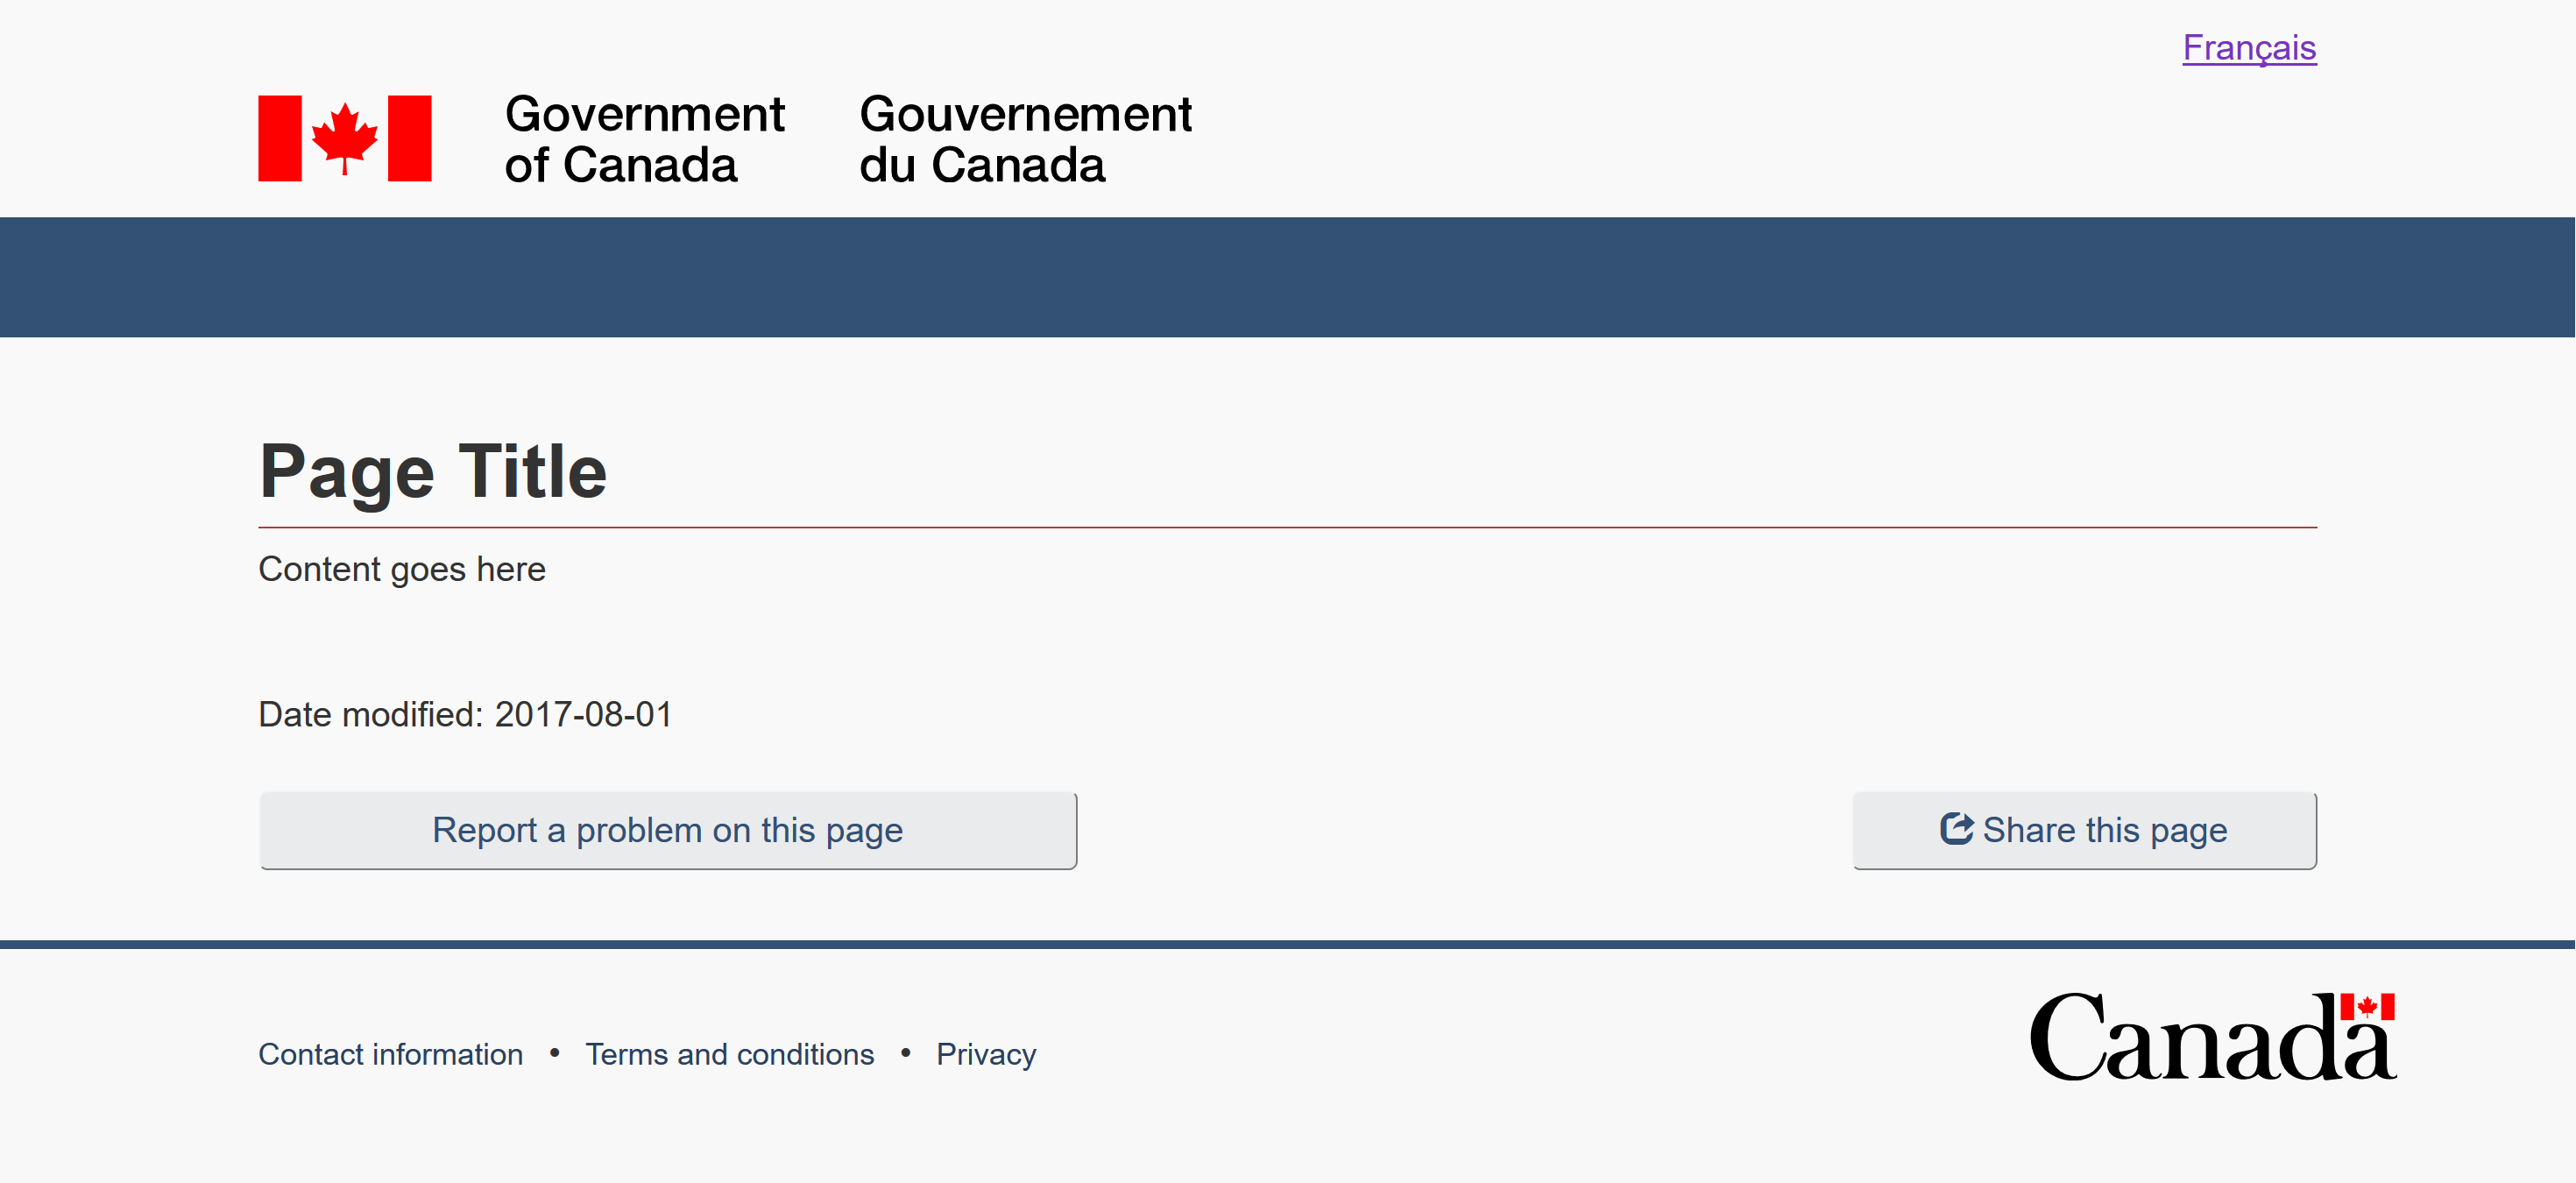 Français
Government
of Canada
Gouvernement
du Canada
Page Title
Content goes here
Date modified: 2017-08-01
Report a problem on this page
Share this page
Contact information • Terms and conditions • Privacy
Canada